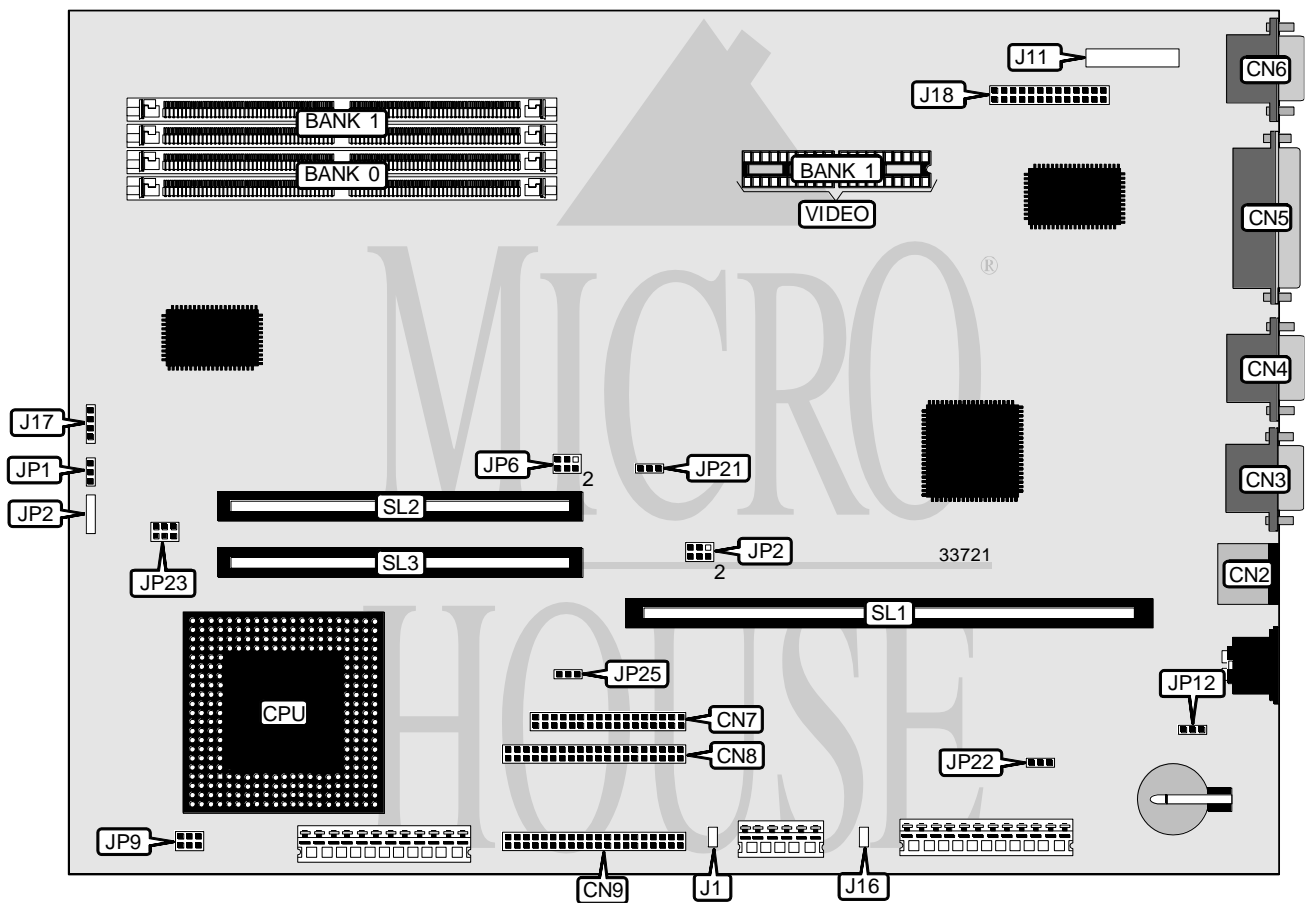 J11
CN6
J18
BANK 1
BANK 0
BANK 1
VIDEO
CN5
MICRO®
CN4
J17
JP1
JP6
2
JP21
CN3
JP2
SL2
JP23
SL3
JP2
2
33721
CN2
SL1
HOUSE
JP25
JP12
CPU
CN7
CN8
JP22
JP9
CN9
J1
J16